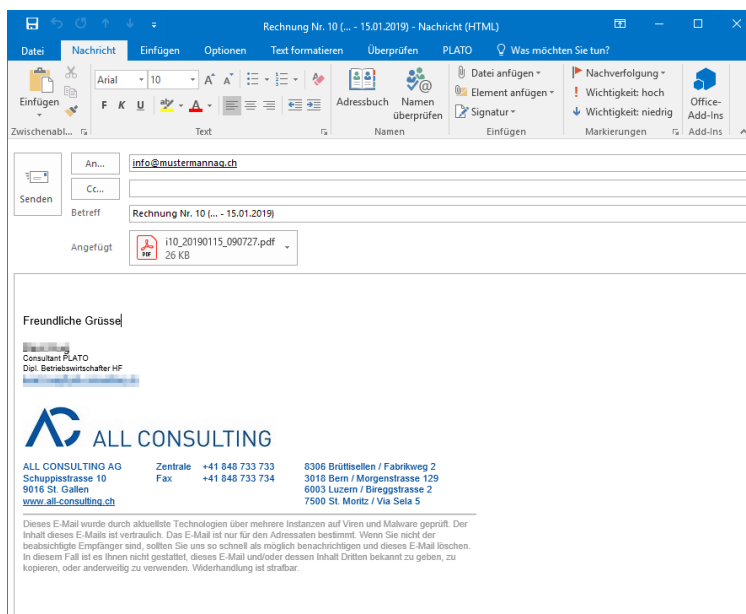 Rechnung Nr. 10 (... - 15.01.2019) - Nachricht (HTML)
Datei Nachricht Einfügen Optionen Text formatieren Überprüfen PLATO Was möchten Sie tun?
Einfügen
Arial 10
F K U
Adressbuch Namen überprüfen
Datei anfügen
Element anfügen
Signatur
Nachverfolgung
Wichtigkeit: hoch
Wichtigkeit: niedrig
Office-Add-Ins
Zwischenabl... Text Namen Einfügen Markierungen Add-Ins
Senden
An... info@mustermannag.ch
Cc...
Betreff Rechnung Nr. 10 (... - 15.01.2019)
Angefügt i10_20190115_090727.pdf
PDF 26 KB
Freundliche Grüsse
Consultant PLATO
Dipl. Betriebswirtschafter HF
AC ALL CONSULTING
ALL CONSULTING AG Zentrale +41 848 733 733 8306 Brüttisellen / Fabrikweg 2
Schuppisstrasse 10 Fax +41 848 733 734 3018 Bern / Morgenstrasse 129
9016 St. Gallen 6003 Luzern / Bireggstrasse 2
www.all-consulting.ch 7500 St. Moritz / Via Sela 5
Dieses E-Mail wurde durch aktuellste Technologien über mehrere Instanzen auf Viren und Malware geprüft. Der
Inhalt dieses E-Mails ist vertraulich. Das E-Mail ist nur für den Adressaten bestimmt. Wenn Sie nicht der
beabsichtigte Empfänger sind, sollten Sie uns so schnell als möglich benachrichtigen und dieses E-Mail löschen.
In diesem Fall ist es Ihnen nicht gestattet, dieses E-Mail und/oder dessen Inhalt Dritten bekannt zu geben, zu
kopieren, oder anderweitig zu verwenden. Widerhandlung ist strafbar.